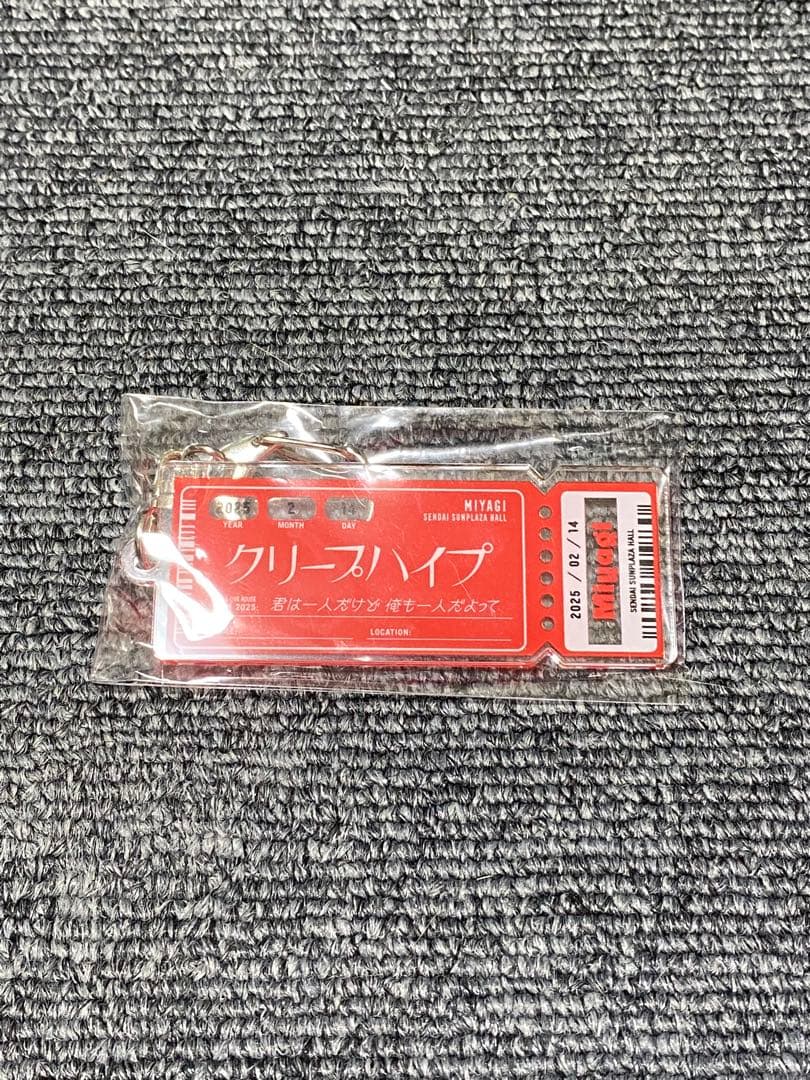 2025 2 14
YEAR MONTH DAY
MIYAGI
SENDAI SUNPLAZA HALL
クリープハイプ
2025 君は一人だけど 俺も一人だよって
LOCATION:
2025 / 02 / 14
Miyagi
SENDAI SUNPLAZA HALL